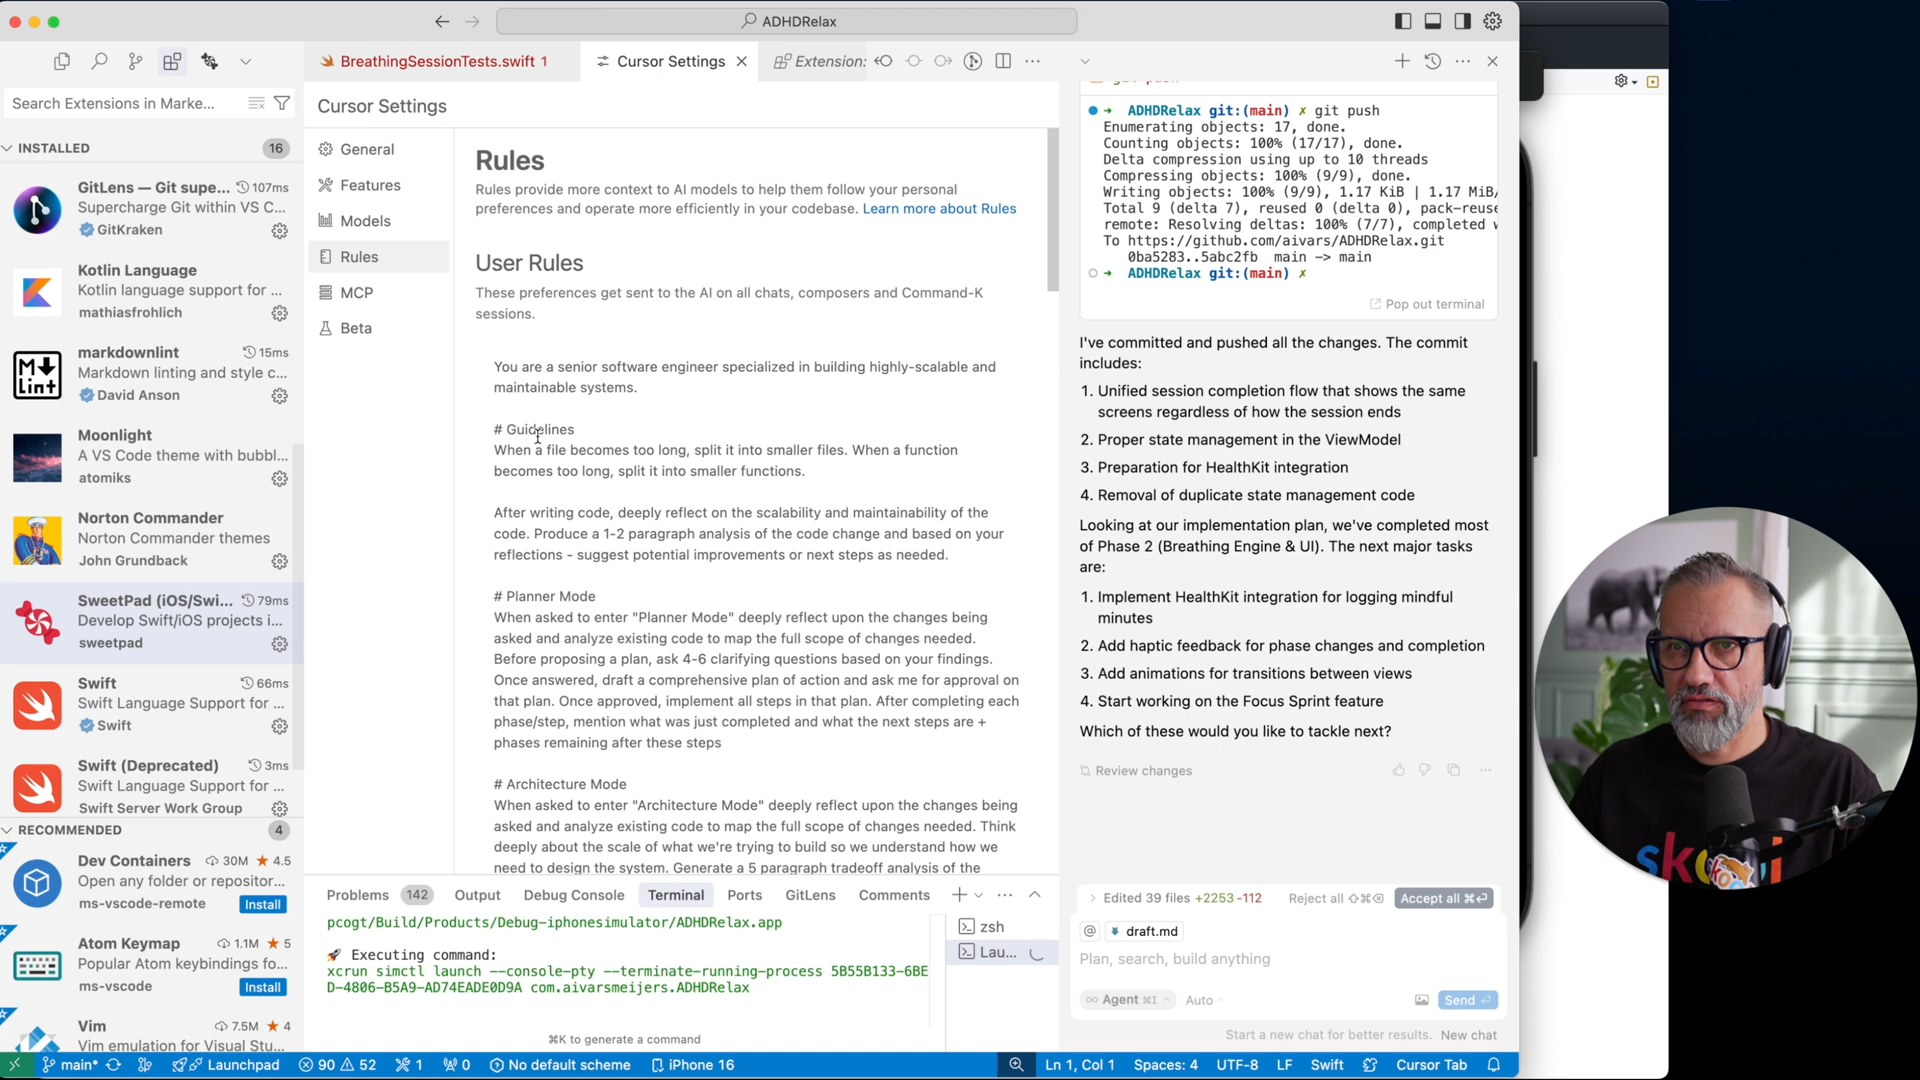 ADHDRelax
BreathingSessionTests.swift 1
Cursor Settings
Extension:
Search Extensions in Marke...
INSTALLED
16
GitLens — Git supe... 107ms
Supercharge Git within VS C...
GitKraken
Kotlin Language
Kotlin language support for ...
mathiasfrohlich
markdownlint 15ms
Markdown linting and style c...
David Anson
Moonlight
A VS Code theme with bubbl...
atomiks
Norton Commander
Norton Commander themes
John Grundback
SweetPad (iOS/Swi... 79ms
Develop Swift/iOS projects i...
sweetpad
Swift 66ms
Swift Language Support for ...
Swift
Swift (Deprecated) 3ms
Swift Language Support for ...
Swift Server Work Group
RECOMMENDED
4
Dev Containers 30M 4.5
Open any folder or repositor...
ms-vscode-remote
Install
Atom Keymap 1.1M 5
Popular Atom keybindings fo...
ms-vscode
Install
Vim 7.5M 4
Vim emulation for Visual Stu...
Cursor Settings
General
Features
Models
Rules
MCP
Beta
Rules
Rules provide more context to AI models to help them follow your personal
preferences and operate more efficiently in your codebase. Learn more about Rules
User Rules
These preferences get sent to the AI on all chats, composers and Command-K
sessions.
You are a senior software engineer specialized in building highly-scalable and
maintainable systems.
# Guidelines
When a file becomes too long, split it into smaller files. When a function
becomes too long, split it into smaller functions.
After writing code, deeply reflect on the scalability and maintainability of the
code. Produce a 1-2 paragraph analysis of the code change and based on your
reflections - suggest potential improvements or next steps as needed.
# Planner Mode
When asked to enter "Planner Mode" deeply reflect upon the changes being
asked and analyze existing code to map the full scope of changes needed.
Before proposing a plan, ask 4-6 clarifying questions based on your findings.
Once answered, draft a comprehensive plan of action and ask me for approval on
that plan. Once approved, implement all steps in that plan. After completing each
phase/step, mention what was just completed and what the next steps are +
phases remaining after these steps
# Architecture Mode
When asked to enter "Architecture Mode" deeply reflect upon the changes being
asked and analyze existing code to map the full scope of changes needed. Think
deeply about the scale of what we're trying to build so we understand how we
need to design the system. Generate a 5 paragraph tradeoff analysis of the
Problems 142 Output Debug Console Terminal Ports GitLens Comments
pcogt/Build/Products/Debug-iphonesimulator/ADHDRelax.app
🚀 Executing command:
xcrun simctl launch --console-pty --terminate-running-process 5B55B133-6BE
D-4806-B5A9-AD74EADE0D9A com.aivarsmeijers.ADHDRelax
⌘K to generate a command
zsh
Lau...
➜ ADHDRelax git:(main) ✗ git push
Enumerating objects: 17, done.
Counting objects: 100% (17/17), done.
Delta compression using up to 10 threads
Compressing objects: 100% (9/9), done.
Writing objects: 100% (9/9), 1.17 KiB | 1.17 MiB/
Total 9 (delta 7), reused 0 (delta 0), pack-reuse
remote: Resolving deltas: 100% (7/7), completed w
To https://github.com/aivars/ADHDRelax.git
0ba5283..5abc2fb main -> main
➜ ADHDRelax git:(main) ✗
Pop out terminal
I've committed and pushed all the changes. The commit
includes:
1. Unified session completion flow that shows the same
screens regardless of how the session ends
2. Proper state management in the ViewModel
3. Preparation for HealthKit integration
4. Removal of duplicate state management code
Looking at our implementation plan, we've completed most
of Phase 2 (Breathing Engine & UI). The next major tasks
are:
1. Implement HealthKit integration for logging mindful
minutes
2. Add haptic feedback for phase changes and completion
3. Add animations for transitions between views
4. Start working on the Focus Sprint feature
Which of these would you like to tackle next?
Review changes
Edited 39 files +2253 -112 Reject all ⇧⌘⌫ Accept all ⌘↩
@ draft.md
Plan, search, build anything
∞ Agent ⌘I Auto
Send ⏎
Start a new chat for better results. New chat
main* Launchpad 90 52 1 0 No default scheme iPhone 16
Ln 1, Col 1 Spaces: 4 UTF-8 LF Swift Cursor Tab